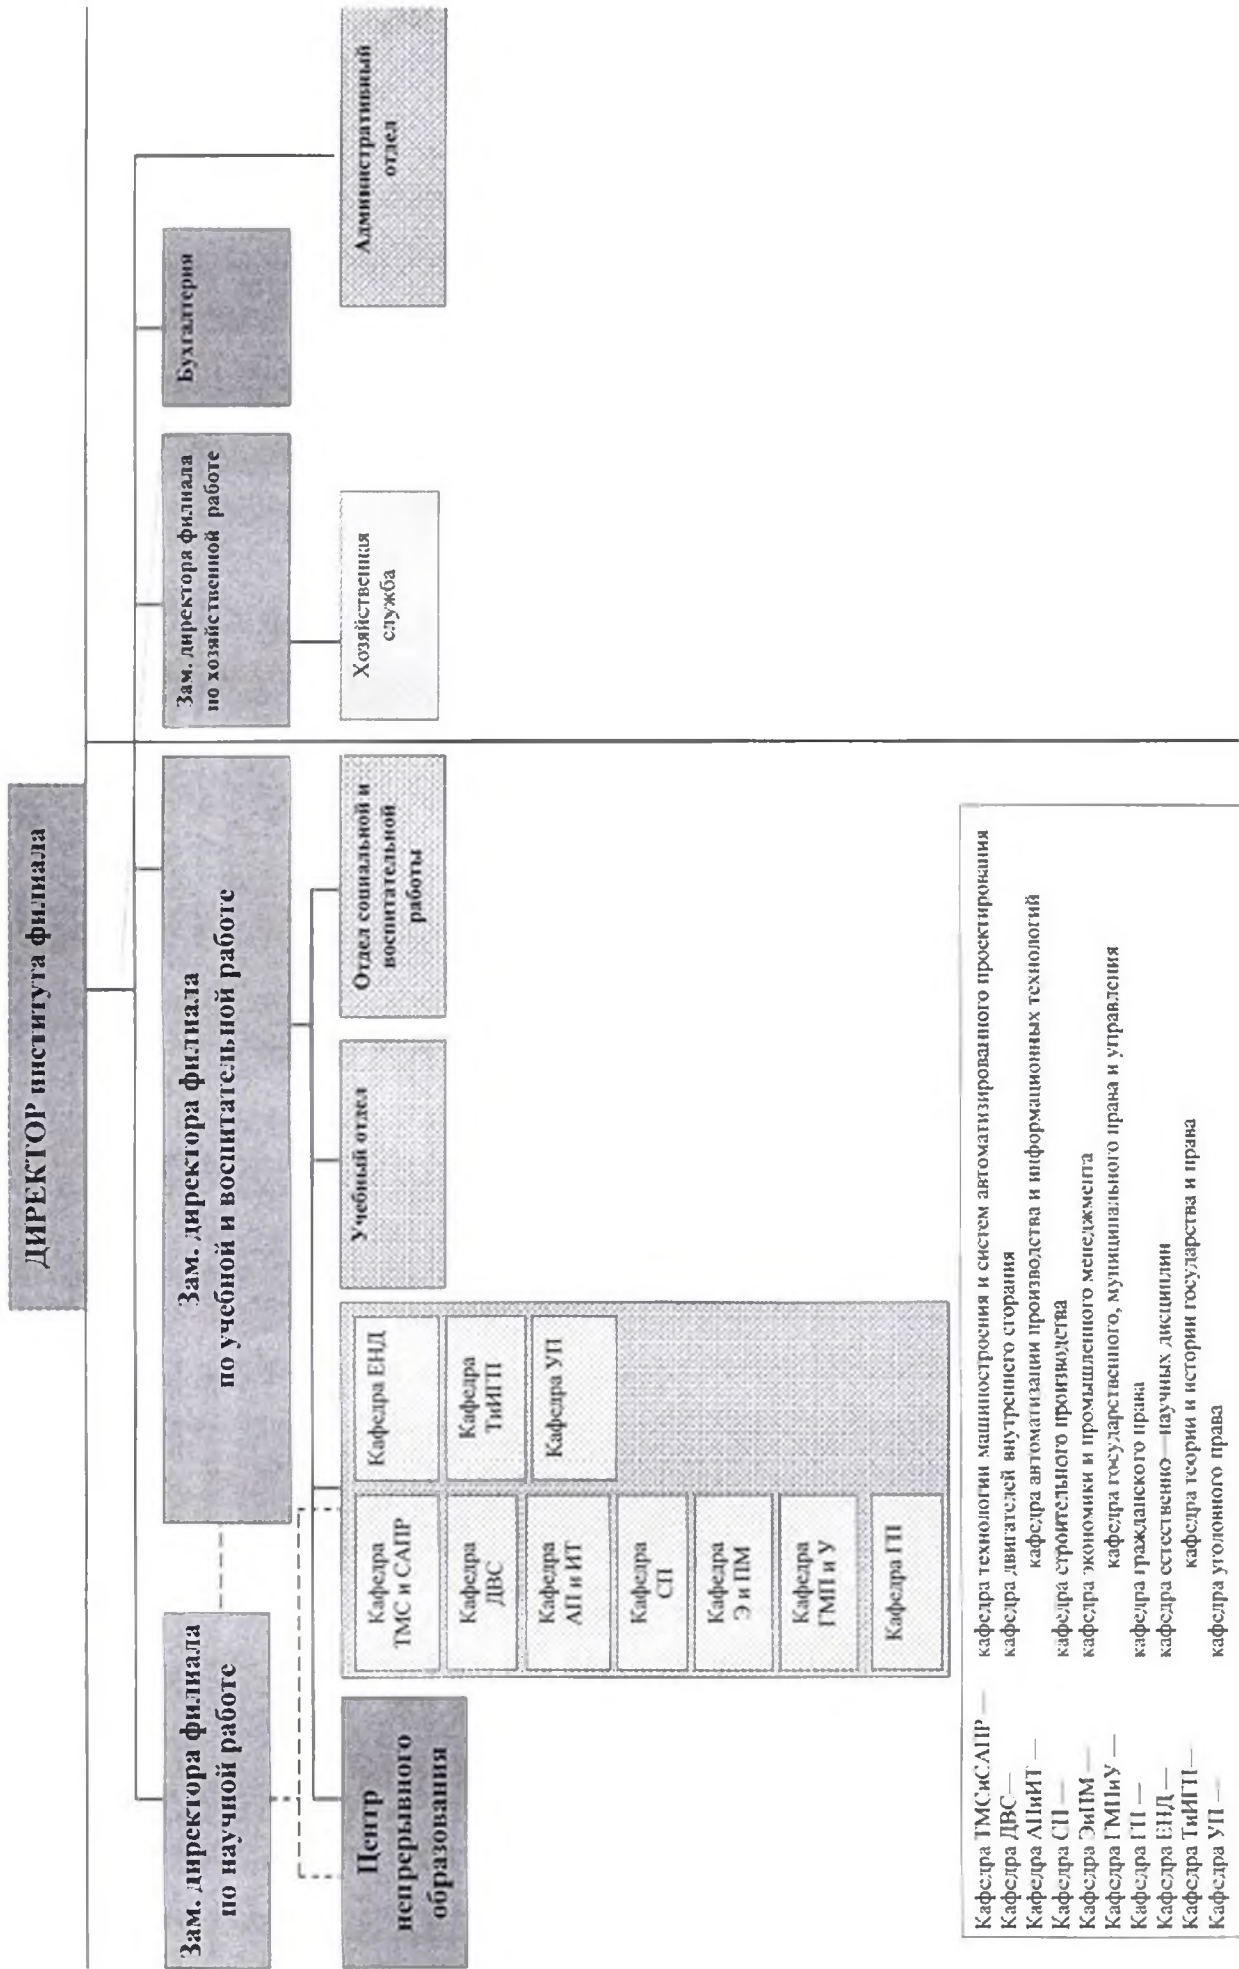 ДИРЕКТОР института филиала
Зам. директора филиала
по научной работе
Зам. директора филиала
по учебной и воспитательной работе
Зам. директора филиала
по хозяйственной работе
Бухгалтерия
Центр
непрерывного
образования
Кафедра
ТМС и САПР
Кафедра
ДВС
Кафедра
АП и ИТ
Кафедра
СП
Кафедра
Э и ПМ
Кафедра
ГМП и У
Кафедра ГП
Кафедра ЕНД
Кафедра
ТиИГП
Кафедра УП
Учебный отдел
Отдел социальной и
воспитательной
работы
Хозяйственная
служба
Административный
отдел
Кафедра ТМСиСАПР — кафедра технологии машиностроения и систем автоматизированного проектирования
Кафедра ДВС — кафедра двигателей внутреннего сгорания
Кафедра АПиИТ — кафедра автоматизации производства и информационных технологий
Кафедра СП — кафедра строительного производства
Кафедра ЭиПМ — кафедра экономики и промышленного менеджмента
Кафедра ГМПиУ — кафедра государственного, муниципального права и управления
Кафедра ГП — кафедра гражданского права
Кафедра ЕНД — кафедра естественно—научных дисциплин
Кафедра ТиИГП — кафедра теории и истории государства и права
Кафедра УП — кафедра уголовного права